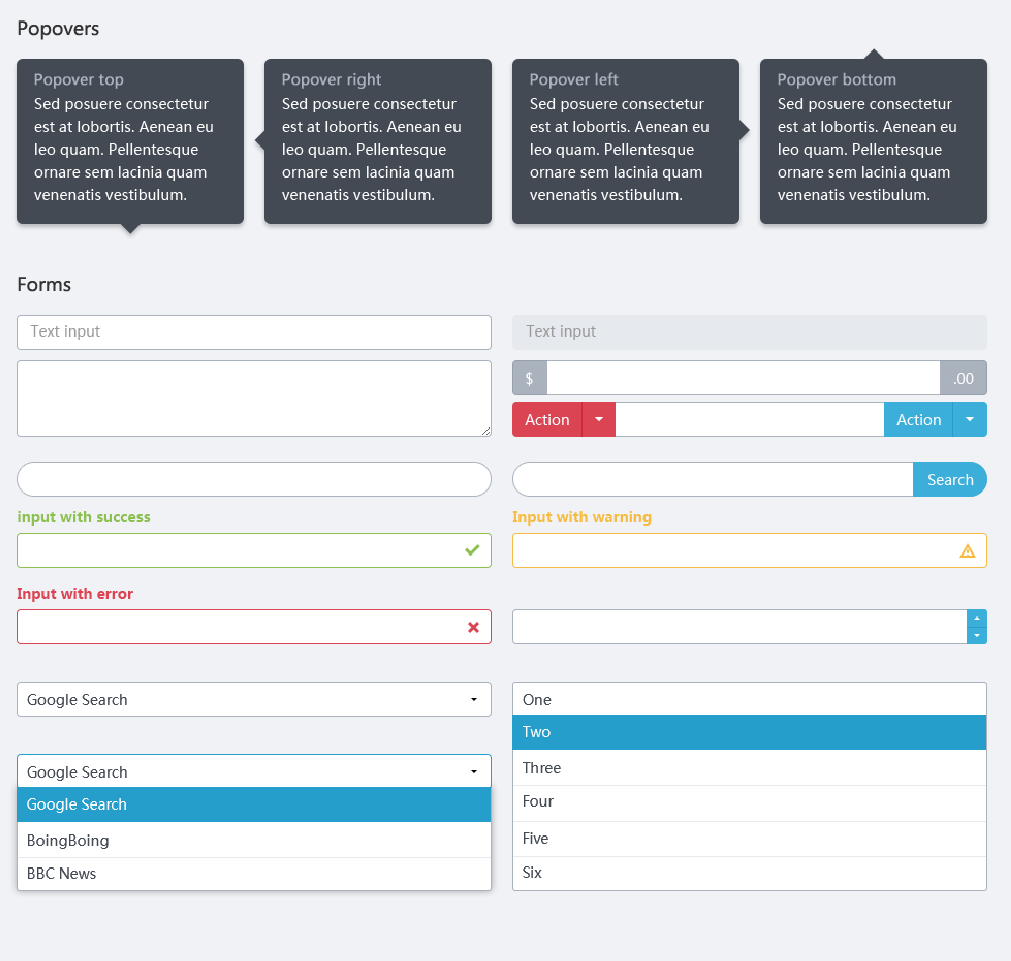 Popovers
Popover top
Sed posuere consectetur
est at lobortis. Aenean eu
leo quam. Pellentesque
ornare sem lacinia quam
venenatis vestibulum.
Popover right
Sed posuere consectetur
est at lobortis. Aenean eu
leo quam. Pellentesque
ornare sem lacinia quam
venenatis vestibulum.
Popover left
Sed posuere consectetur
est at lobortis. Aenean eu
leo quam. Pellentesque
ornare sem lacinia quam
venenatis vestibulum.
Popover bottom
Sed posuere consectetur
est at lobortis. Aenean eu
leo quam. Pellentesque
ornare sem lacinia quam
venenatis vestibulum.
Forms
Text input
Text input
$ .00
Action Action
Search
input with success
Input with warning
Input with error
Google Search
Google Search
Google Search
BoingBoing
BBC News
One
Two
Three
Four
Five
Six